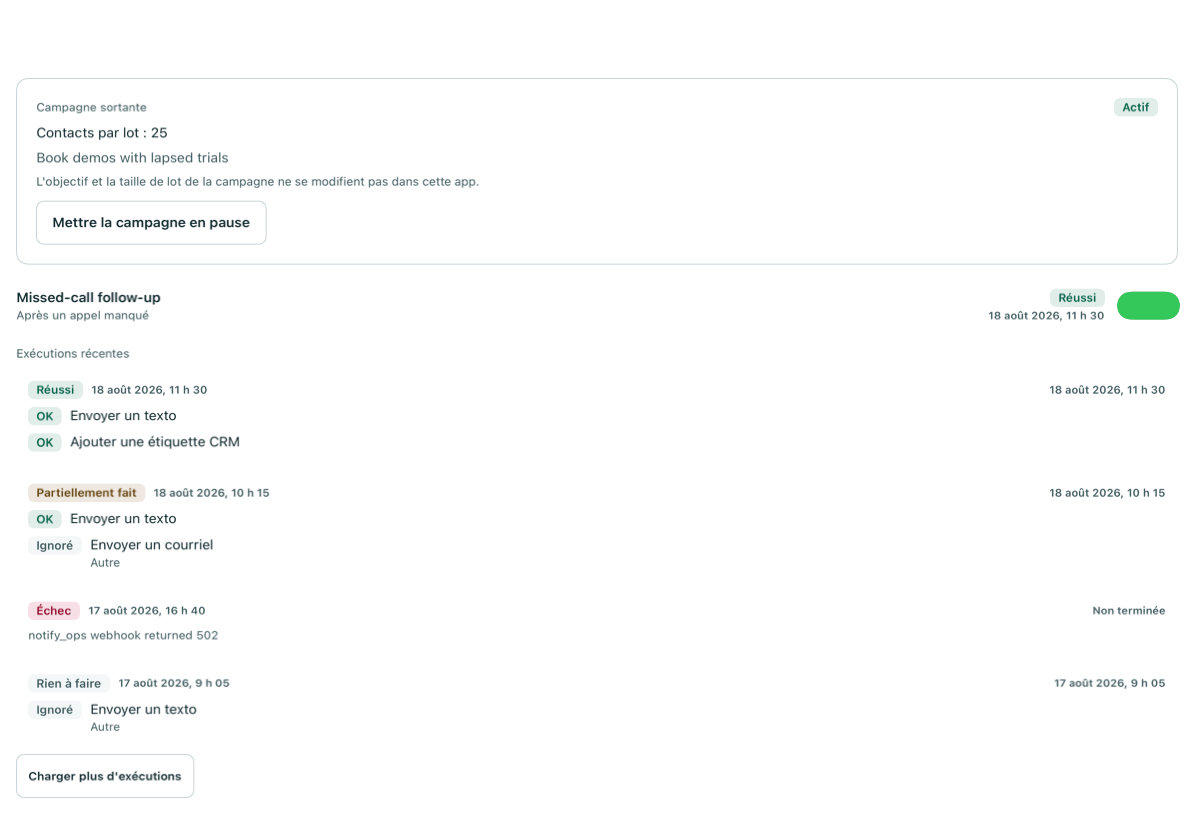 Campagne sortante
Actif
Contacts par lot : 25
Book demos with lapsed trials
L'objectif et la taille de lot de la campagne ne se modifient pas dans cette app.
Mettre la campagne en pause
Missed-call follow-up
Réussi
Après un appel manqué
18 août 2026, 11 h 30
Exécutions récentes
Réussi 18 août 2026, 11 h 30 18 août 2026, 11 h 30
OK Envoyer un texto
OK Ajouter une étiquette CRM
Partiellement fait 18 août 2026, 10 h 15 18 août 2026, 10 h 15
OK Envoyer un texto
Ignoré Envoyer un courriel
Autre
Échec 17 août 2026, 16 h 40 Non terminée
notify_ops webhook returned 502
Rien à faire 17 août 2026, 9 h 05 17 août 2026, 9 h 05
Ignoré Envoyer un texto
Autre
Charger plus d'exécutions